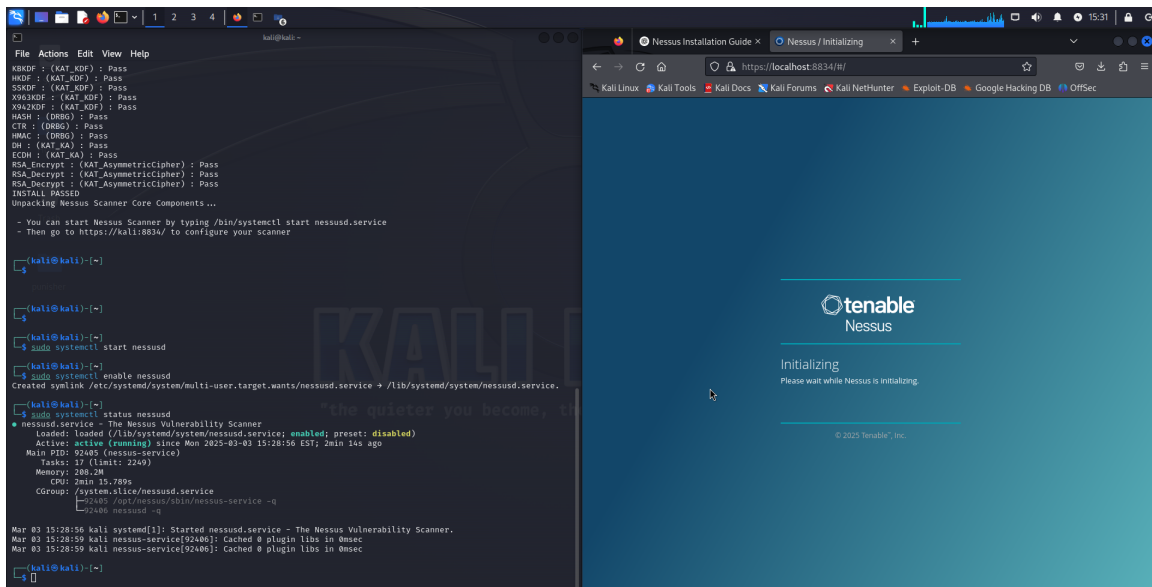 1 2 3 4
15:31
kali@kali: ~
File Actions Edit View Help
KBKDF : (KAT_KDF) : Pass
HKDF : (KAT_KDF) : Pass
SSKDF : (KAT_KDF) : Pass
X963KDF : (KAT_KDF) : Pass
X942KDF : (KAT_KDF) : Pass
HASH : (DRBG) : Pass
CTR : (DRBG) : Pass
HMAC : (DRBG) : Pass
DH : (KAT_KA) : Pass
ECDH : (KAT_KA) : Pass
RSA_Encrypt : (KAT_AsymmetricCipher) : Pass
RSA_Decrypt : (KAT_AsymmetricCipher) : Pass
RSA_Decrypt : (KAT_AsymmetricCipher) : Pass
INSTALL PASSED
Unpacking Nessus Scanner Core Components ...
- You can start Nessus Scanner by typing /bin/systemctl start nessusd.service
- Then go to https://kali:8834/ to configure your scanner
┌──(kali㉿kali)-[~]
└─$
┌──(kali㉿kali)-[~]
└─$
┌──(kali㉿kali)-[~]
└─$ sudo systemctl start nessusd
┌──(kali㉿kali)-[~]
└─$ sudo systemctl enable nessusd
Created symlink /etc/systemd/system/multi-user.target.wants/nessusd.service → /lib/systemd/system/nessusd.service.
┌──(kali㉿kali)-[~]
└─$ sudo systemctl status nessusd
● nessusd.service - The Nessus Vulnerability Scanner
Loaded: loaded (/lib/systemd/system/nessusd.service; enabled; preset: disabled)
Active: active (running) since Mon 2025-03-03 15:28:56 EST; 2min 14s ago
Main PID: 92405 (nessus-service)
Tasks: 17 (limit: 2249)
Memory: 208.2M
CPU: 2min 15.789s
CGroup: /system.slice/nessusd.service
├─92405 /opt/nessus/sbin/nessus-service -q
└─92406 nessusd -q
Mar 03 15:28:56 kali systemd[1]: Started nessusd.service - The Nessus Vulnerability Scanner.
Mar 03 15:28:59 kali nessus-service[92406]: Cached 0 plugin libs in 0msec
Mar 03 15:28:59 kali nessus-service[92406]: Cached 0 plugin libs in 0msec
┌──(kali㉿kali)-[~]
└─$
KALI
"the quieter you become, th
Nessus Installation Guide
Nessus / Initializing
https://localhost:8834/#/
Kali Linux Kali Tools Kali Docs Kali Forums Kali NetHunter Exploit-DB Google Hacking DB OffSec
tenable
Nessus
Initializing
Please wait while Nessus is initializing.
© 2025 Tenable™, Inc.